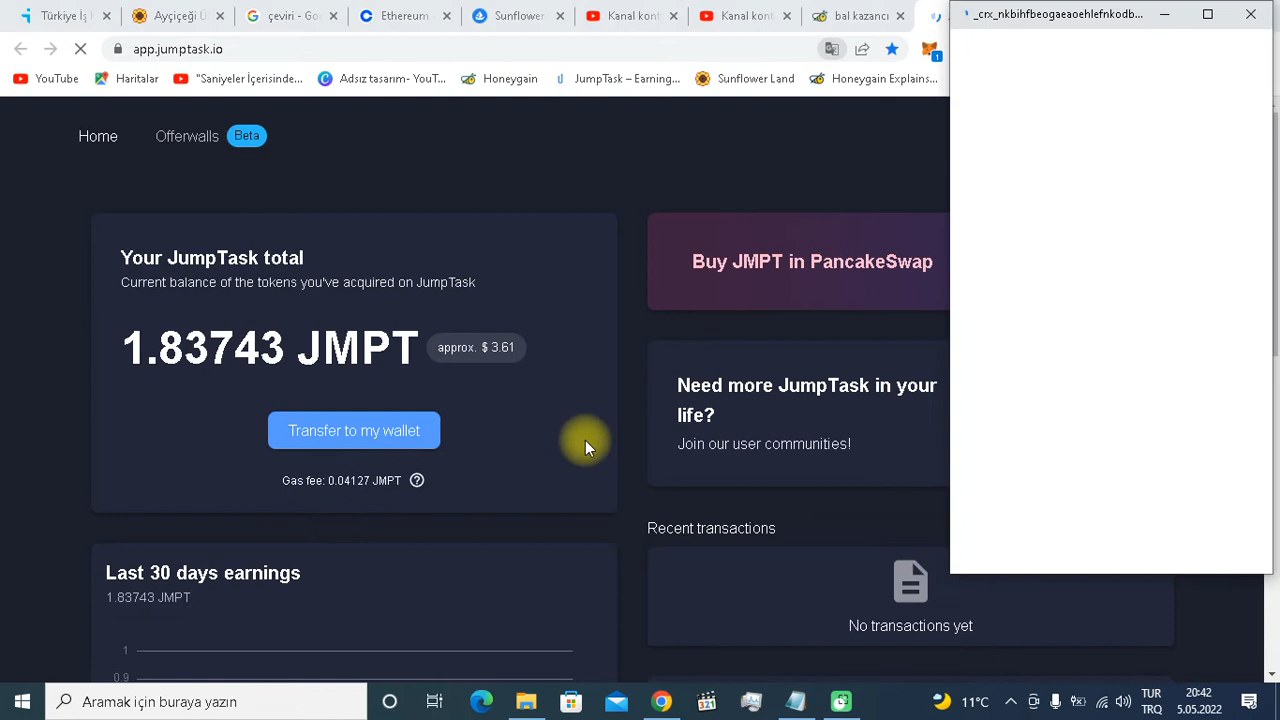 Türkiye İş
Ayçiçeği Ü
çeviri - Go
Ethereum
Sunflower
Kanal kont
Kanal kont
bal kazancı
_crx_nkbihfbeogaeaoehlefnkodb...
app.jumptask.io
1
YouTube
Haritalar
"Saniyeler İçerisinde...
Adsız tasarım- YouT...
Honeygain
JumpTask – Earning...
Sunflower Land
Honeygain Explains...
Home
Offerwalls
Beta
Your JumpTask total
Current balance of the tokens you've acquired on JumpTask
1.83743 JMPT
approx. $ 3.61
Transfer to my wallet
Gas fee: 0.04127 JMPT
Buy JMPT in PancakeSwap
Need more JumpTask in your
life?
Join our user communities!
Recent transactions
No transactions yet
Last 30 days earnings
1.83743 JMPT
1
0.9
Aramak için buraya yazın
321
11°C
TUR
TRQ
20:42
5.05.2022